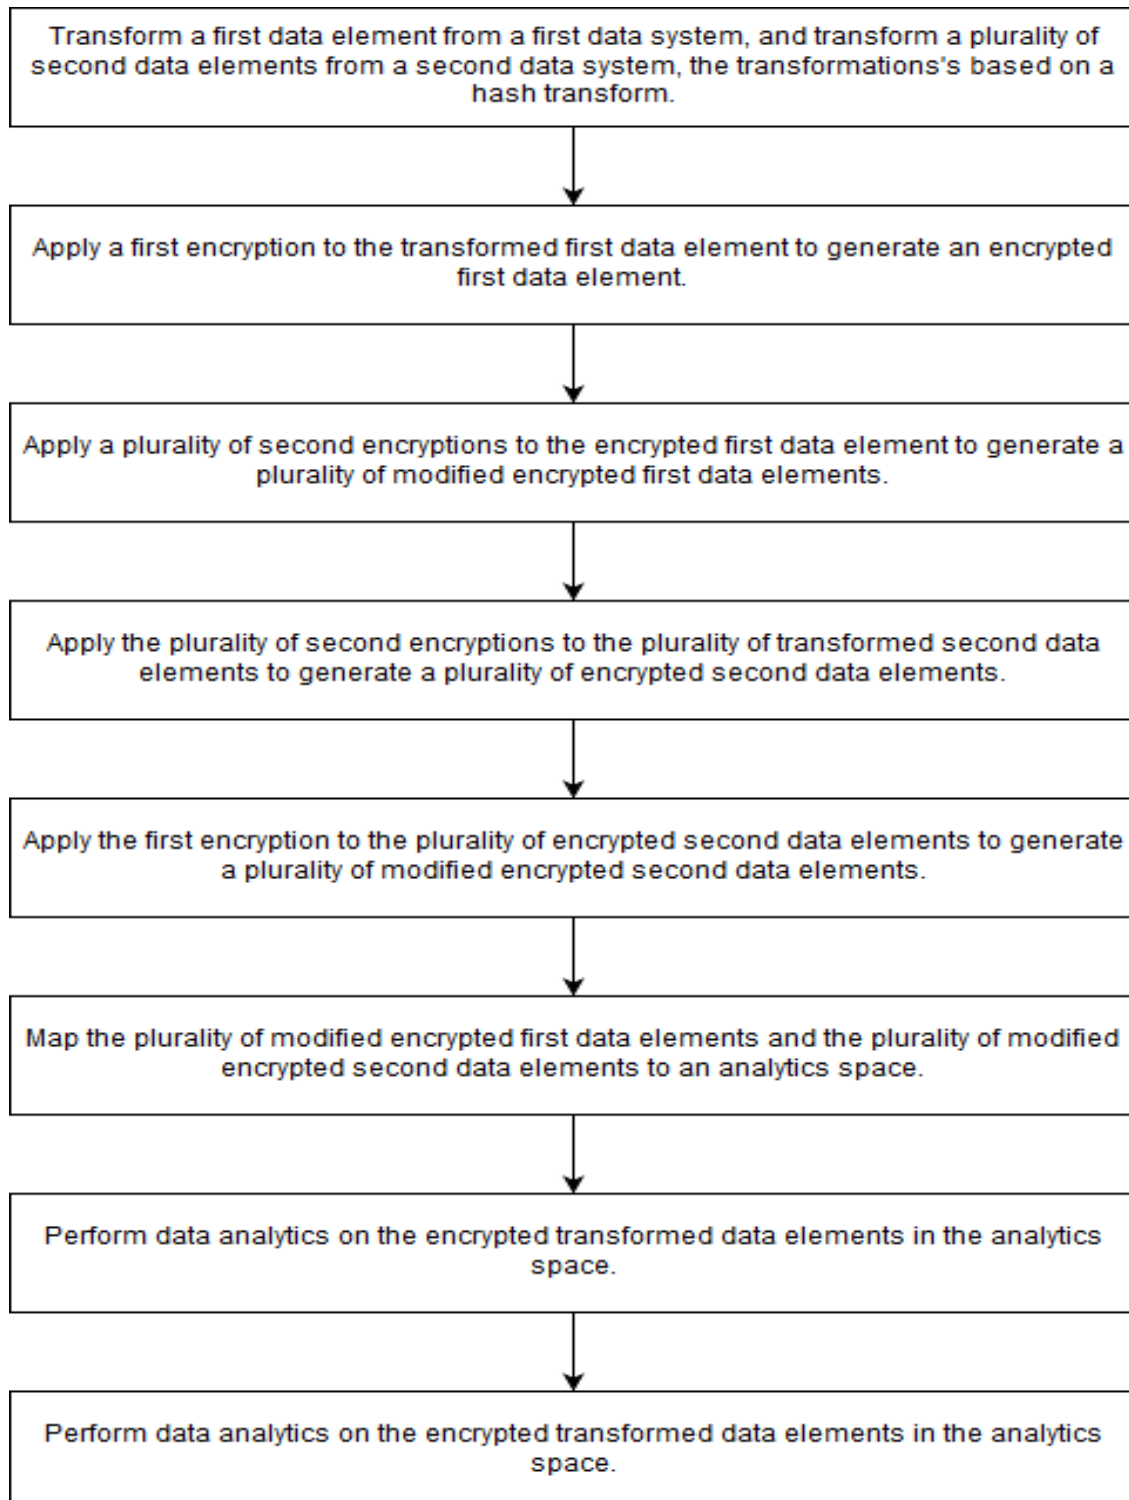 Transform a first data element from a first data system, and transform a plurality of
second data elements from a second data system, the transformations's based on a
hash transform.
Apply a first encryption to the transformed first data element to generate an encrypted
first data element.
Apply a plurality of second encryptions to the encrypted first data element to generate a
plurality of modified encrypted first data elements.
Apply the plurality of second encryptions to the plurality of transformed second data
elements to generate a plurality of encrypted second data elements.
Apply the first encryption to the plurality of encrypted second data elements to generate
a plurality of modified encrypted second data elements.
Map the plurality of modified encrypted first data elements and the plurality of modified
encrypted second data elements to an analytics space.
Perform data analytics on the encrypted transformed data elements in the analytics
space.
Perform data analytics on the encrypted transformed data elements in the analytics
space.